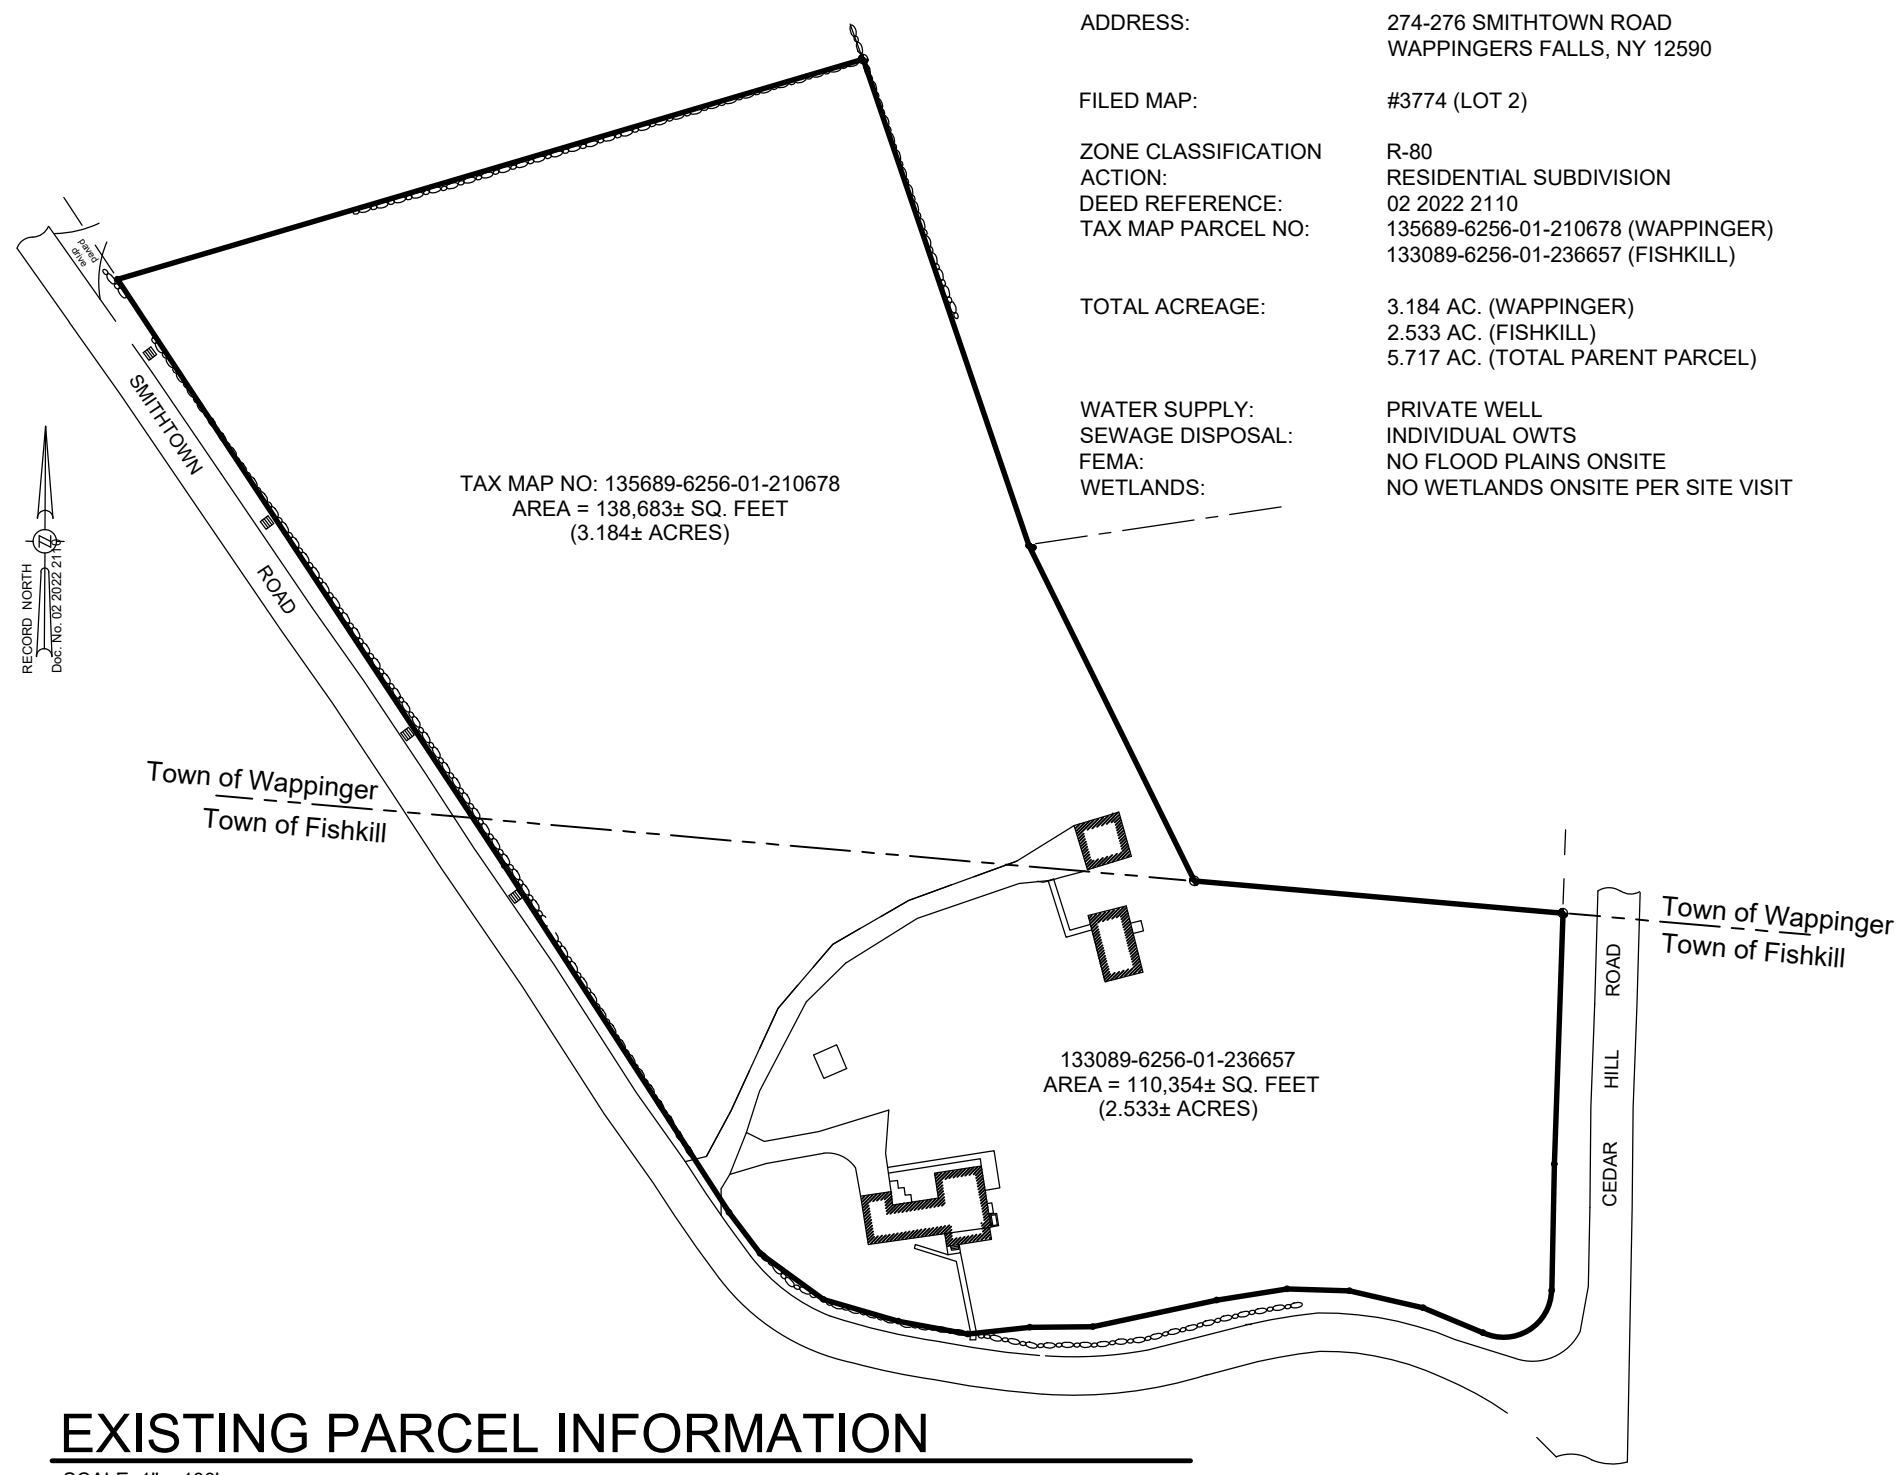 ADDRESS: 274-276 SMITHTOWN ROAD
WAPPINGERS FALLS, NY 12590
FILED MAP: #3774 (LOT 2)
ZONE CLASSIFICATION R-80
ACTION: RESIDENTIAL SUBDIVISION
DEED REFERENCE: 02 2022 2110
TAX MAP PARCEL NO: 135689-6256-01-210678 (WAPPINGER)
133089-6256-01-236657 (FISHKILL)
TOTAL ACREAGE: 3.184 AC. (WAPPINGER)
2.533 AC. (FISHKILL)
5.717 AC. (TOTAL PARENT PARCEL)
WATER SUPPLY: PRIVATE WELL
SEWAGE DISPOSAL: INDIVIDUAL OWTS
FEMA: NO FLOOD PLAINS ONSITE
WETLANDS: NO WETLANDS ONSITE PER SITE VISIT
paved
drive
SMITHTOWN
ROAD
TAX MAP NO: 135689-6256-01-210678
AREA = 138,683± SQ. FEET
(3.184± ACRES)
N
RECORD NORTH
Doc. No. 02 2022 2110
Town of Wappinger
Town of Fishkill
Town of Wappinger
Town of Fishkill
CEDAR HILL ROAD
133089-6256-01-236657
AREA = 110,354± SQ. FEET
(2.533± ACRES)
EXISTING PARCEL INFORMATION